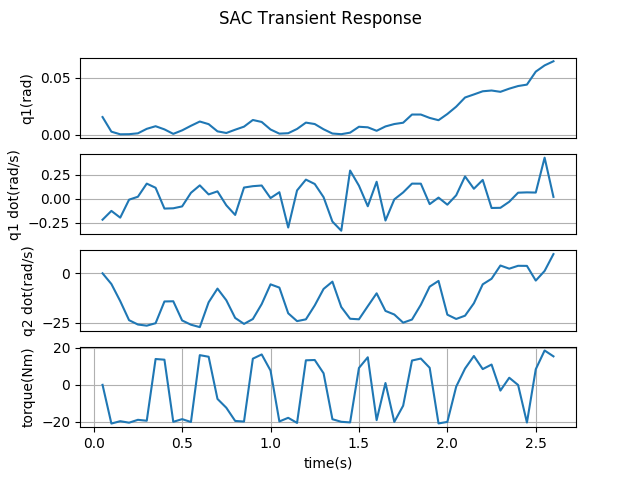 SAC Transient Response
q1(rad)
0.05
0.00
q1 dot(rad/s)
0.25
0.00
−0.25
q2 dot(rad/s)
0
−25
torque(Nm)
20
0
−20
0.0 0.5 1.0 1.5 2.0 2.5
time(s)